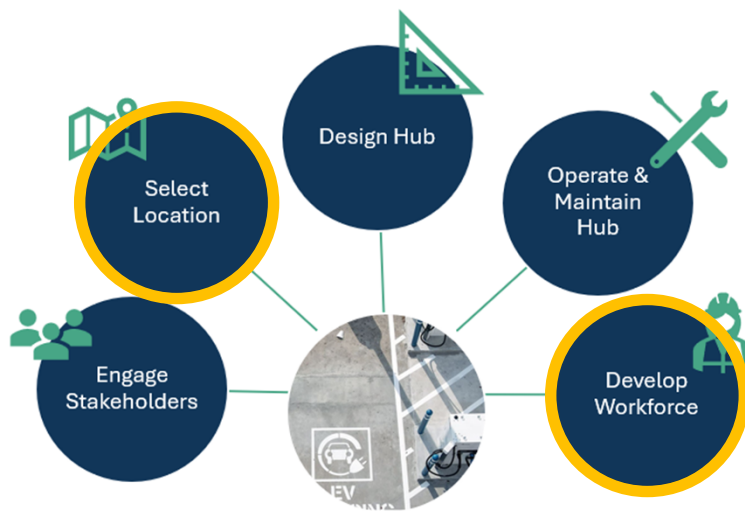 Design Hub
Select
Location
Operate &
Maintain
Hub
Engage
Stakeholders
Develop
Workforce
EV